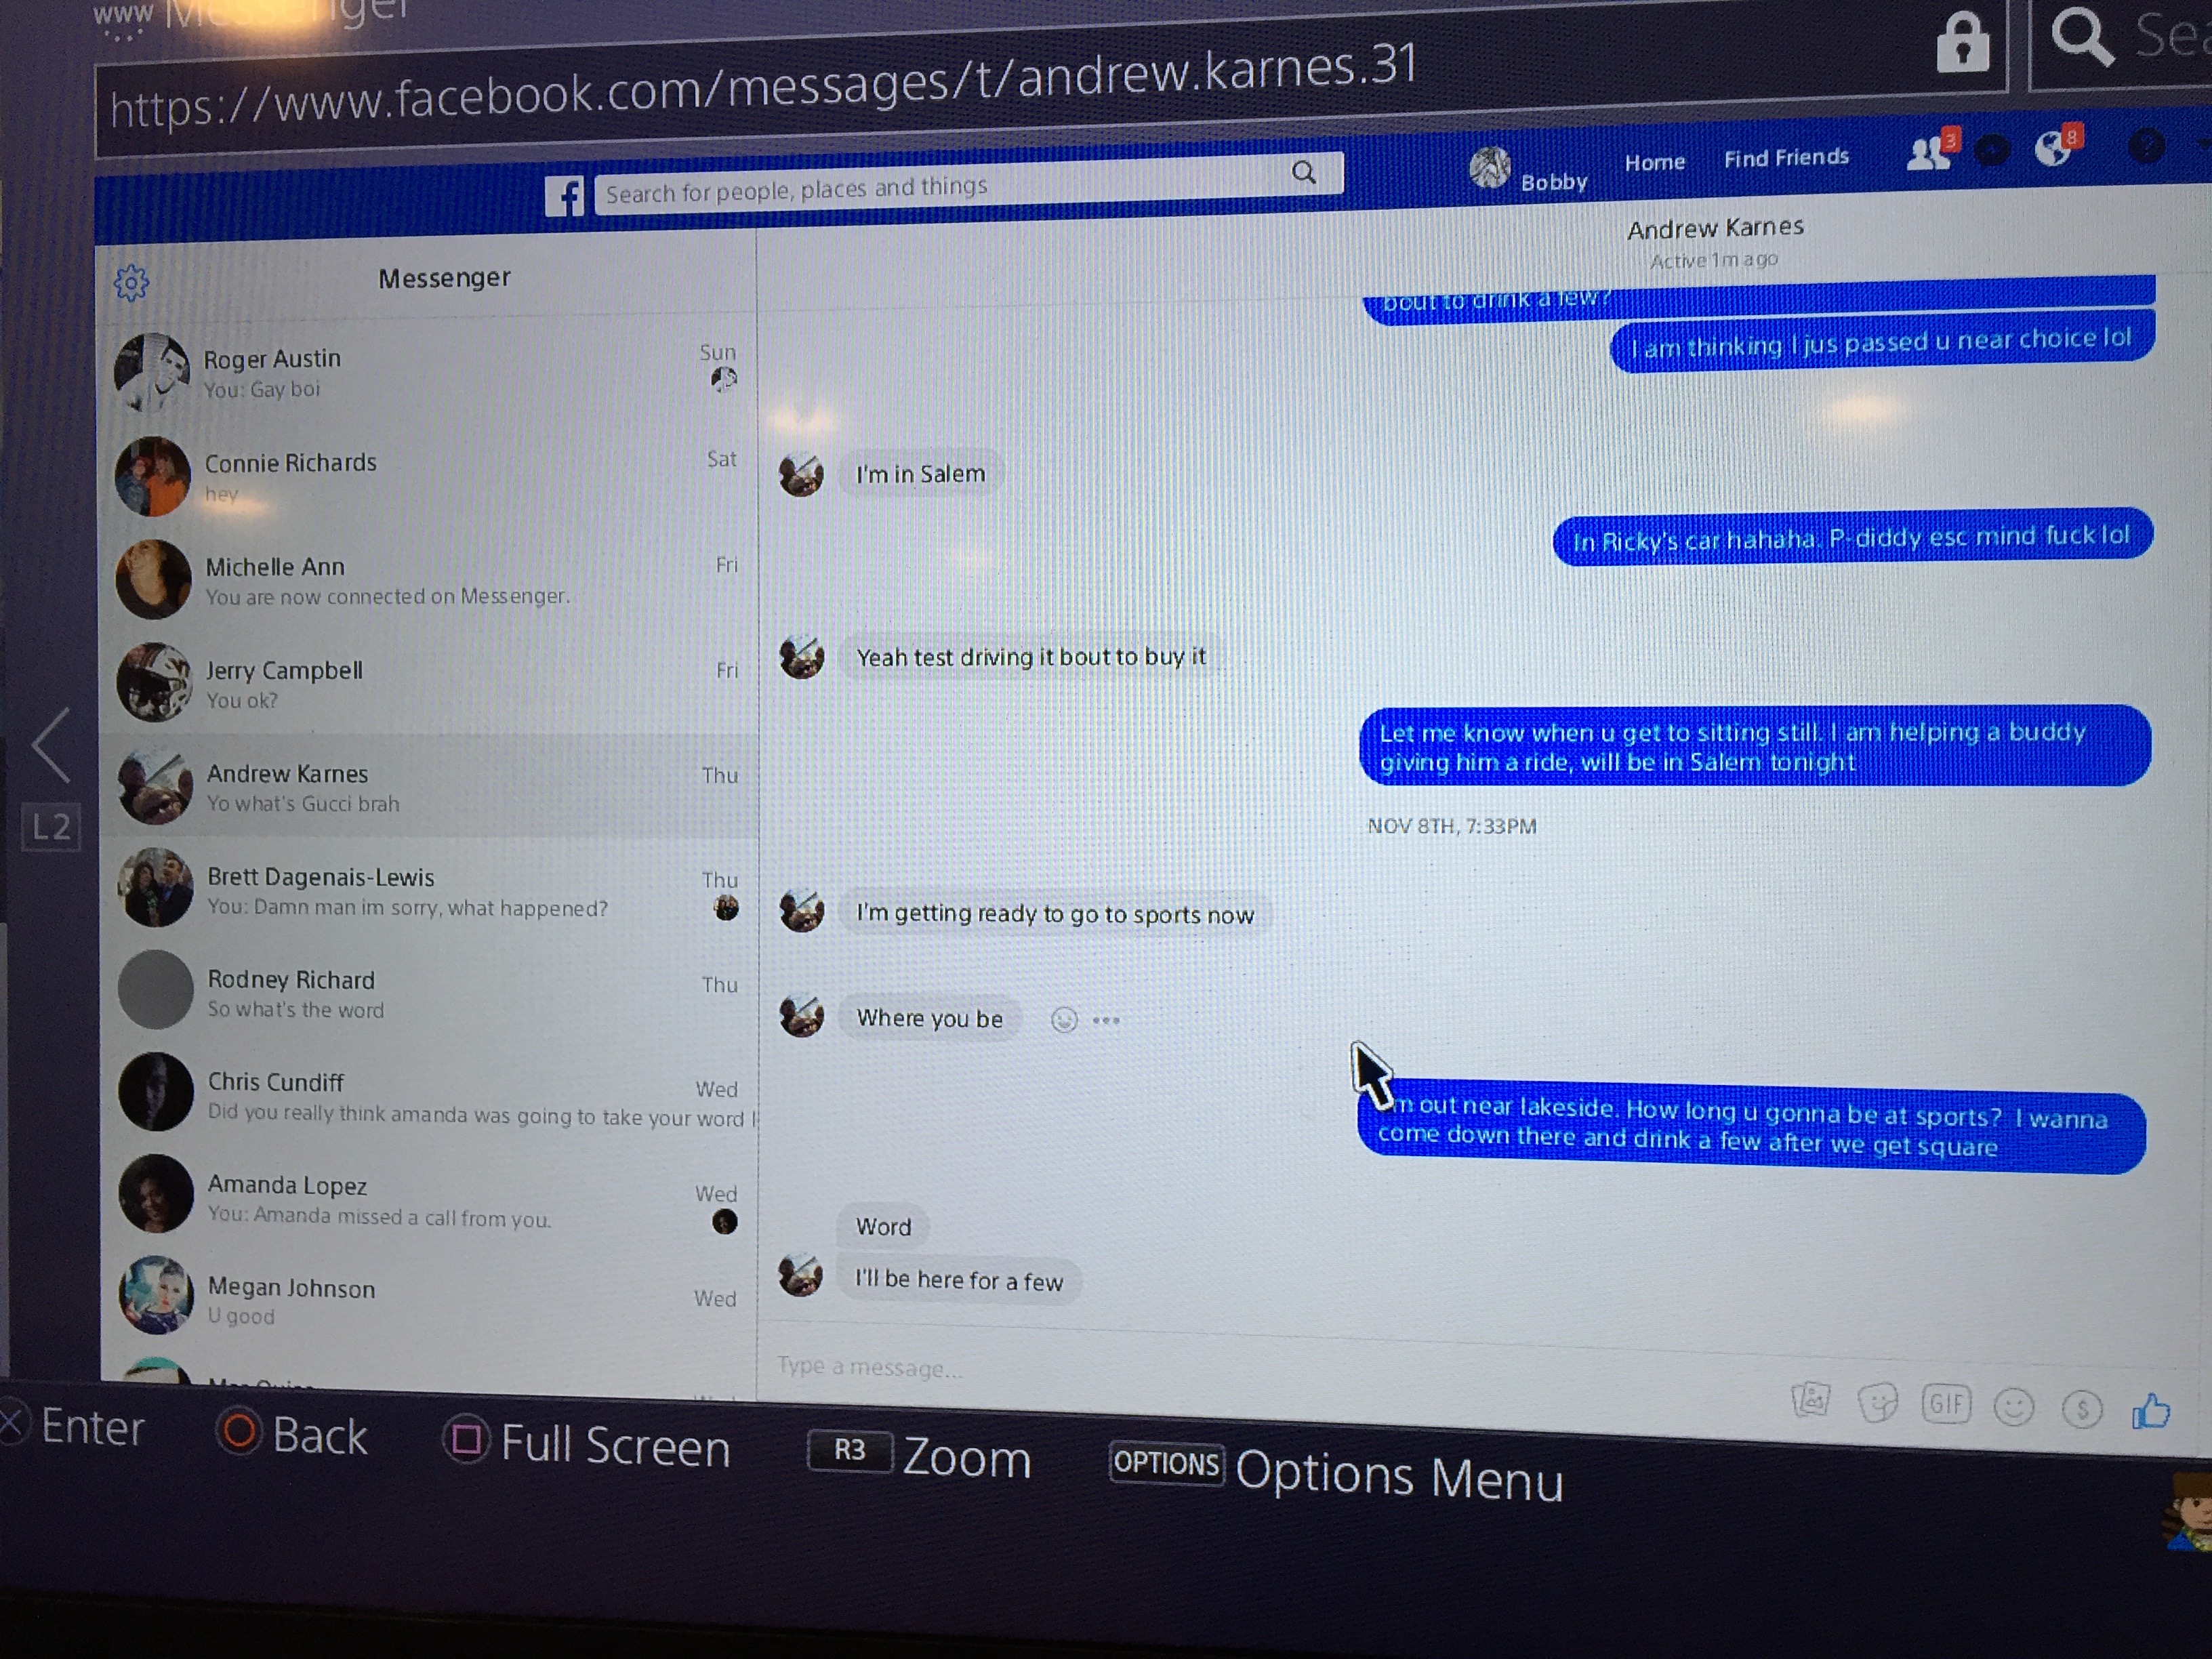 www Messenger
https://www.facebook.com/messages/t/andrew.karnes.31
Sea
Search for people, places and things
Bobby
Home
Find Friends
3
8
?
Messenger
Roger Austin
Sun
You: Gay boi
Connie Richards
Sat
hey
Michelle Ann
Fri
You are now connected on Messenger.
Jerry Campbell
Fri
You ok?
Andrew Karnes
Thu
Yo what's Gucci brah
Brett Dagenais-Lewis
Thu
You: Damn man im sorry, what happened?
Rodney Richard
Thu
So what's the word
Chris Cundiff
Wed
Did you really think amanda was going to take your word
Amanda Lopez
Wed
You: Amanda missed a call from you.
Megan Johnson
Wed
U good
Andrew Karnes
Active 1m ago
bout to drink a few?
I am thinking I jus passed u near choice lol
I'm in Salem
In Ricky's car hahaha. P-diddy esc mind fuck lol
Yeah test driving it bout to buy it
Let me know when u get to sitting still. I am helping a buddy
giving him a ride, will be in Salem tonight
NOV 8TH, 7:33PM
I'm getting ready to go to sports now
Where you be
m out near lakeside. How long u gonna be at sports? I wanna
come down there and drink a few after we get square
Word
I'll be here for a few
Type a message...
GIF
$
L2
Enter
Back
Full Screen
R3 Zoom
OPTIONS Options Menu